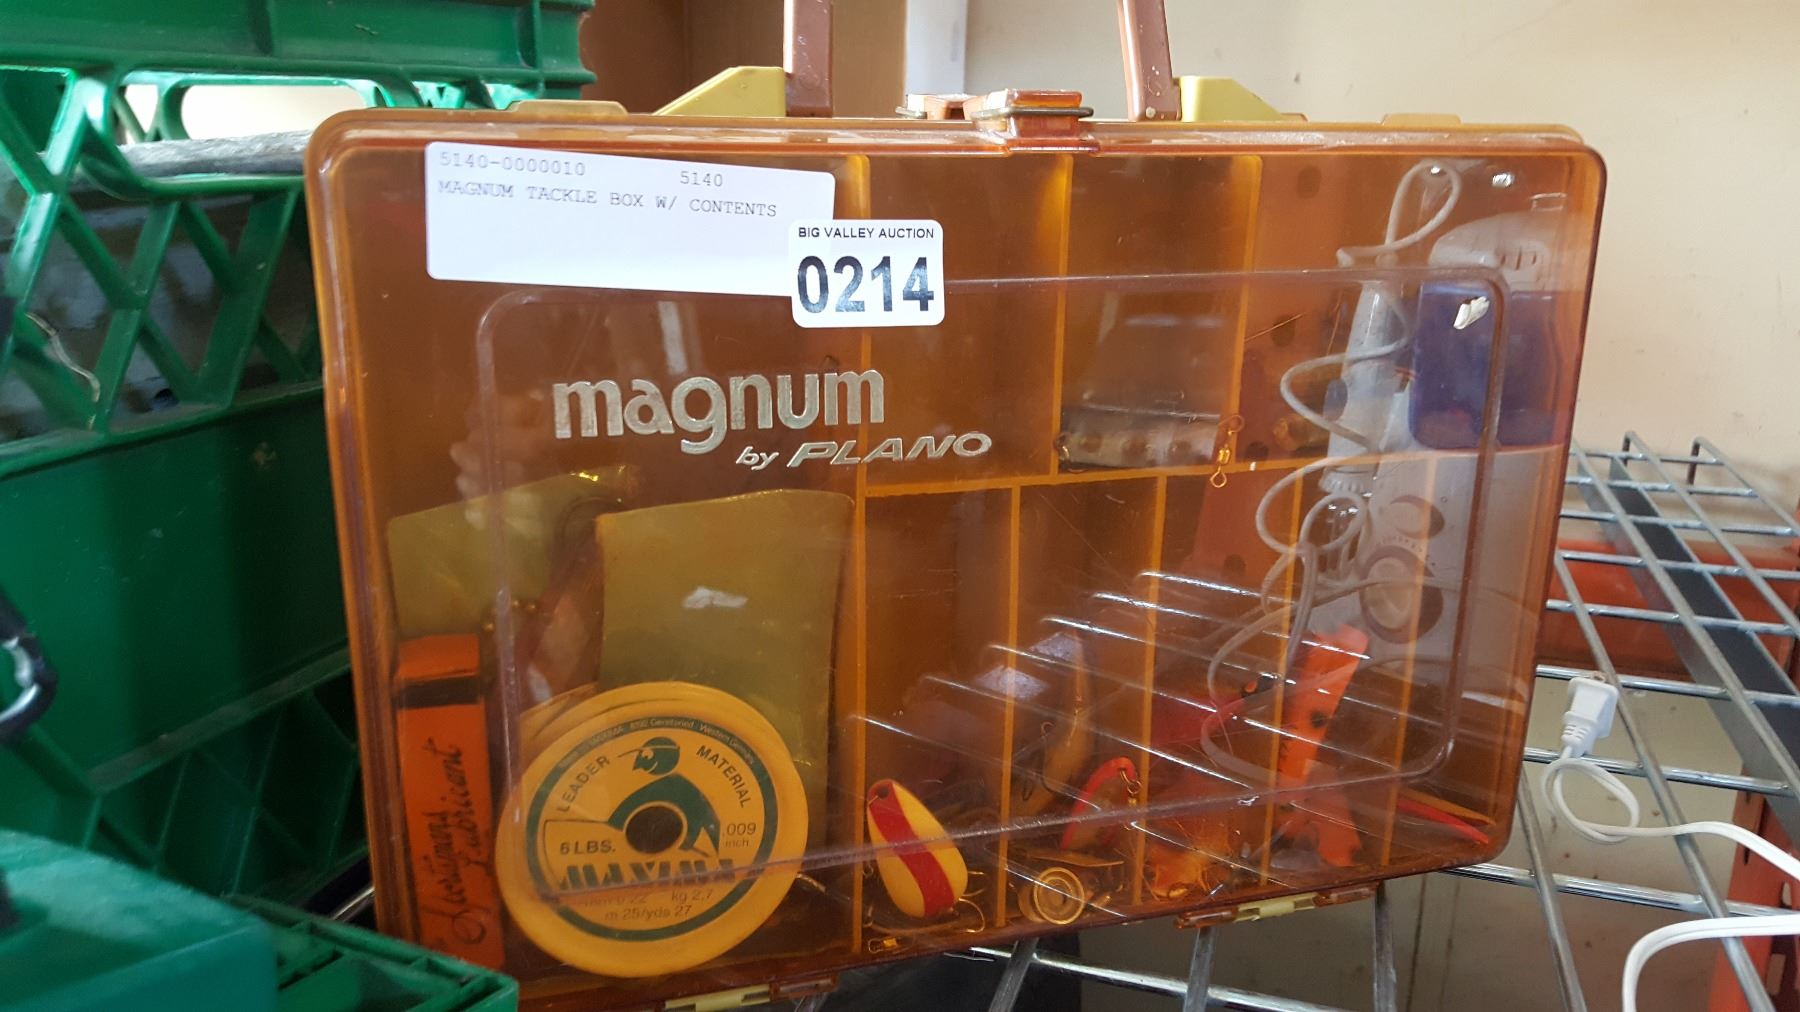 5140-0000010 5140
MAGNUM TACKLE BOX W/ CONTENTS
BIG VALLEY AUCTION
0214
magnum
by PLANO
LEADER MATERIAL
.009
inch
6 LBS.
MAXIMA
kg 2,7
m 25/yds 27
Lubricant